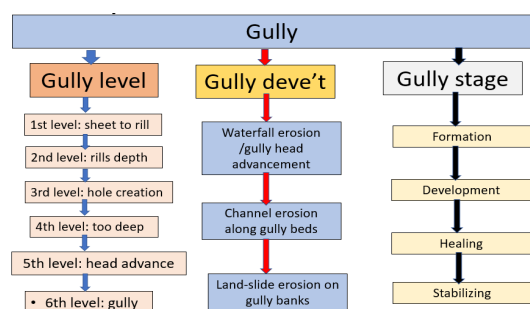 Gully
Gully level
1st level: sheet to rill
2nd level: rills depth
3rd level: hole creation
4th level: too deep
5th level: head advance
• 6th level: gully
Gully deve't
Waterfall erosion
/gully head
advancement
Channel erosion
along gully beds
Land-slide erosion on
gully banks
Gully stage
Formation
Development
Healing
Stabilizing